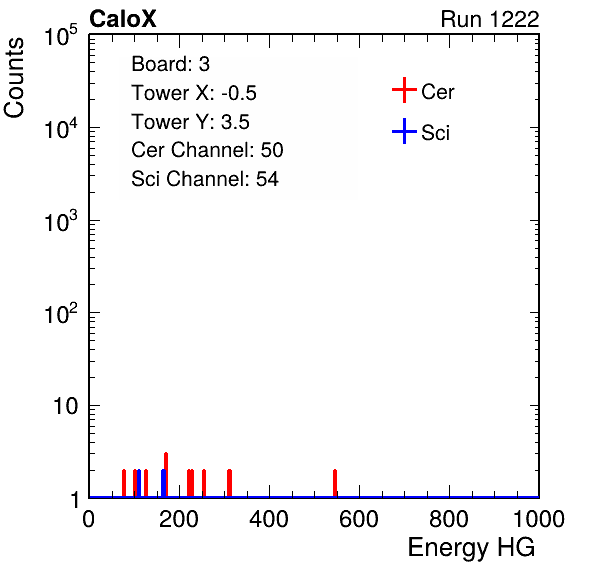 CaloX Run 1222
Counts
10^5
10^4
10^3
10^2
10
1
Board: 3
Tower X: -0.5
Tower Y: 3.5
Cer Channel: 50
Sci Channel: 54
Cer
Sci
0 200 400 600 800 1000
Energy HG